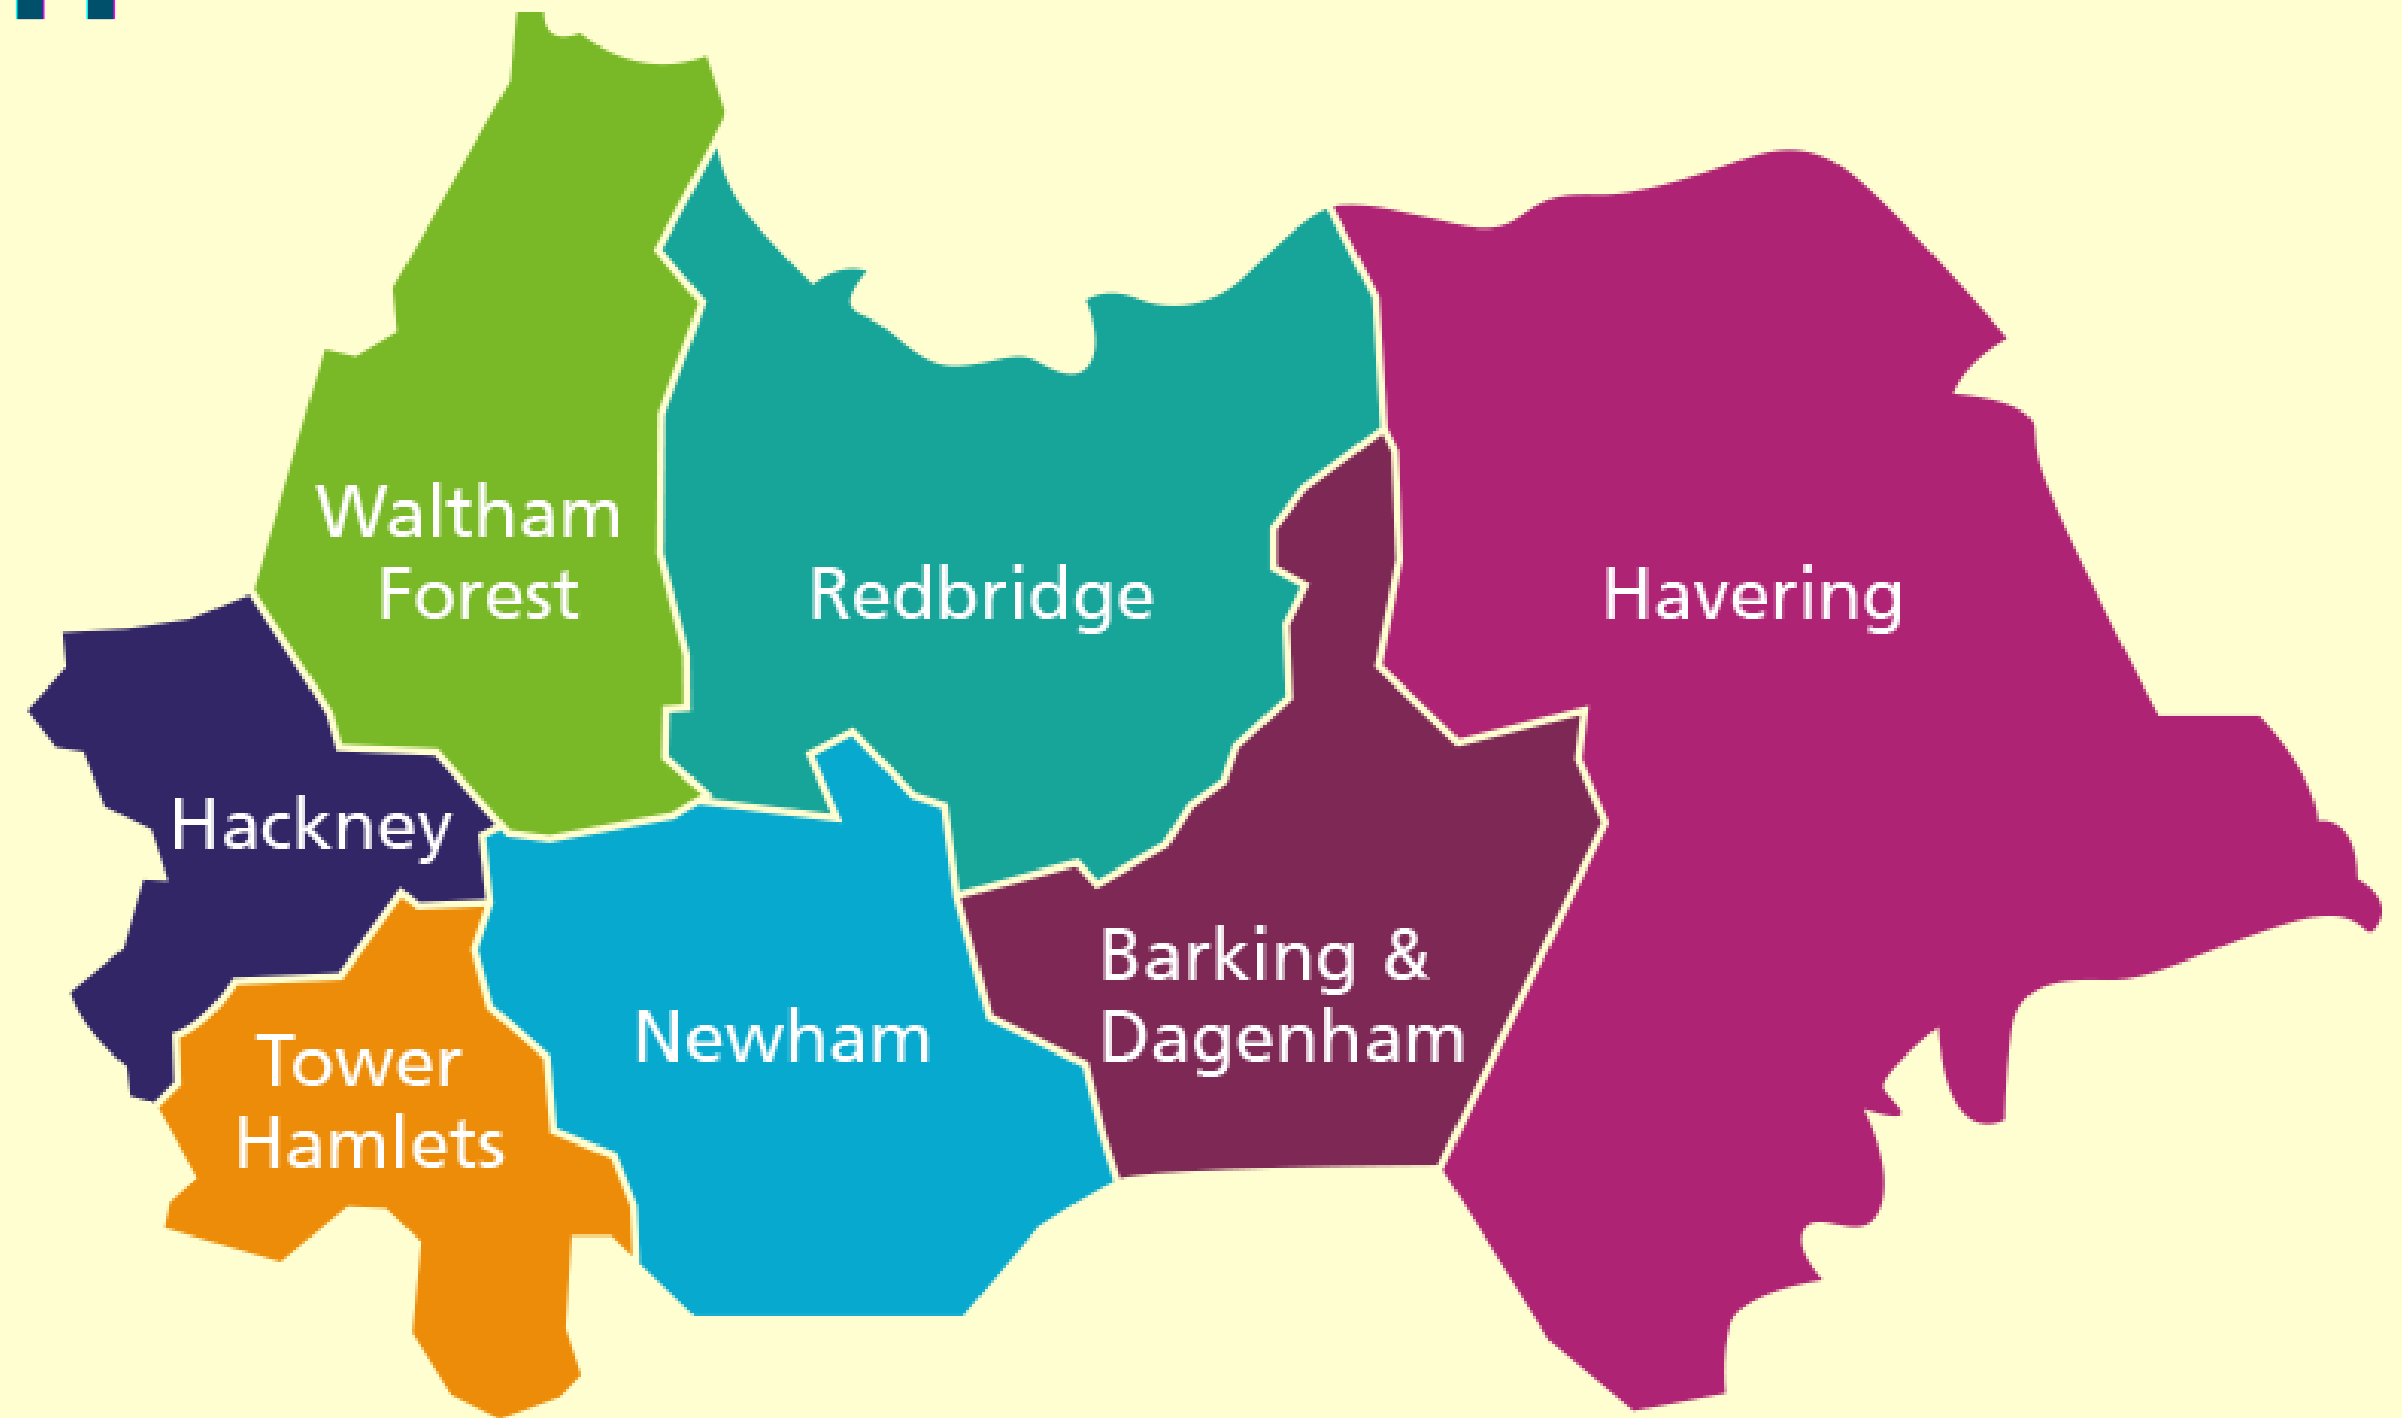 Waltham
Forest
Redbridge
Havering
Hackney
Barking &
Dagenham
Newham
Tower
Hamlets